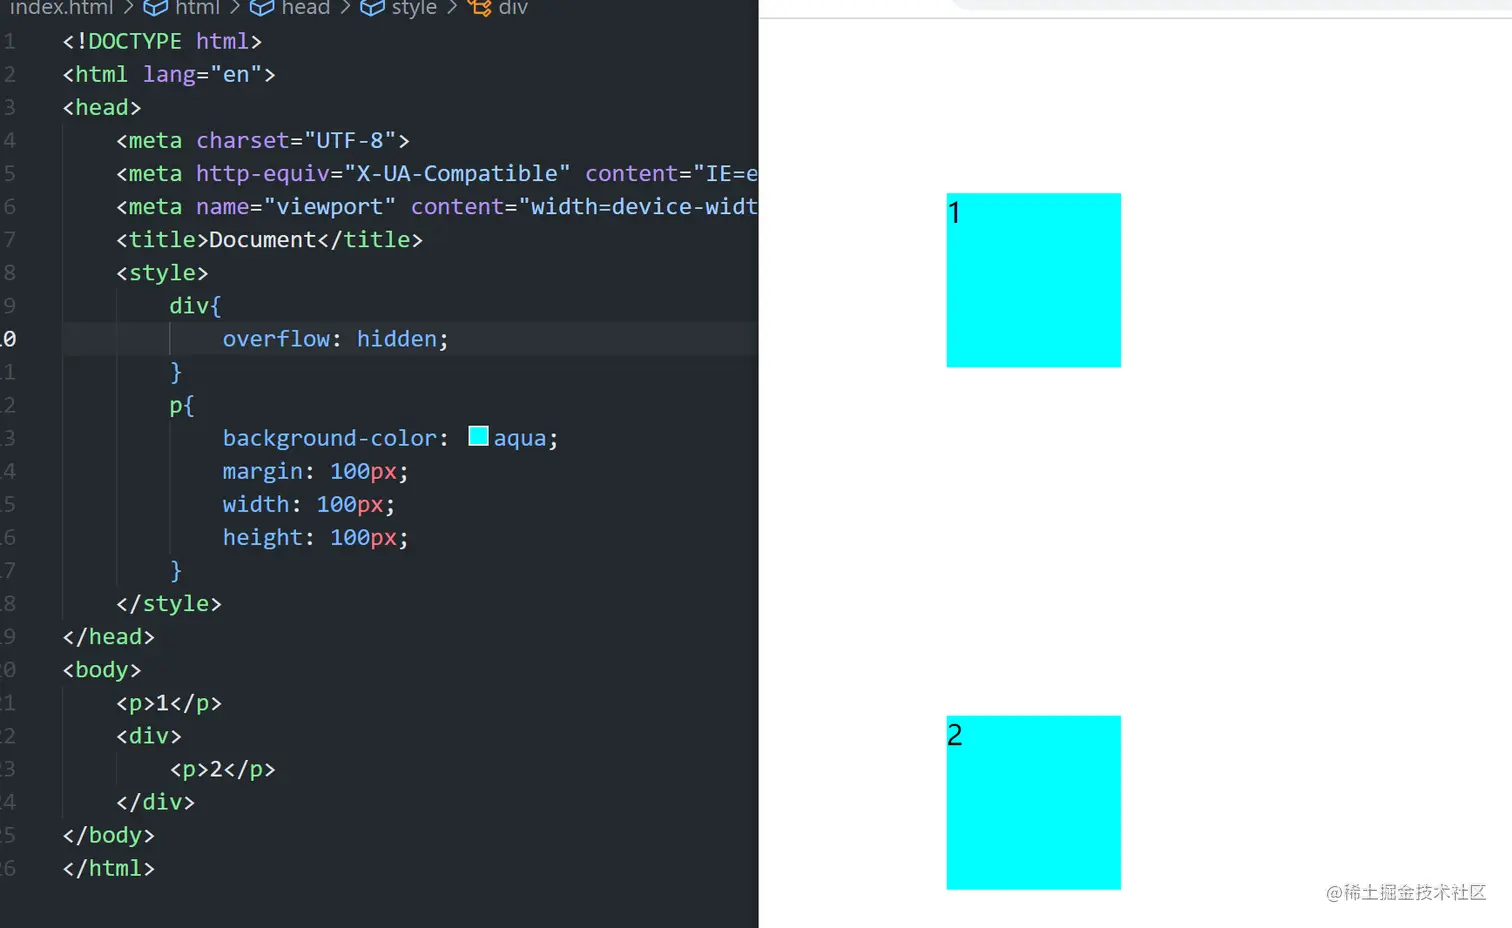 index.html > html > head > style > div
1 <!DOCTYPE html>
2 <html lang="en">
3 <head>
4 <meta charset="UTF-8">
5 <meta http-equiv="X-UA-Compatible" content="IE=e
6 <meta name="viewport" content="width=device-widt
7 <title>Document</title>
8 <style>
9 div{
10 overflow: hidden;
11 }
12 p{
13 background-color: aqua;
14 margin: 100px;
15 width: 100px;
16 height: 100px;
17 }
18 </style>
19 </head>
20 <body>
21 <p>1</p>
22 <div>
23 <p>2</p>
24 </div>
25 </body>
26 </html>
1
2
@稀土掘金技术社区